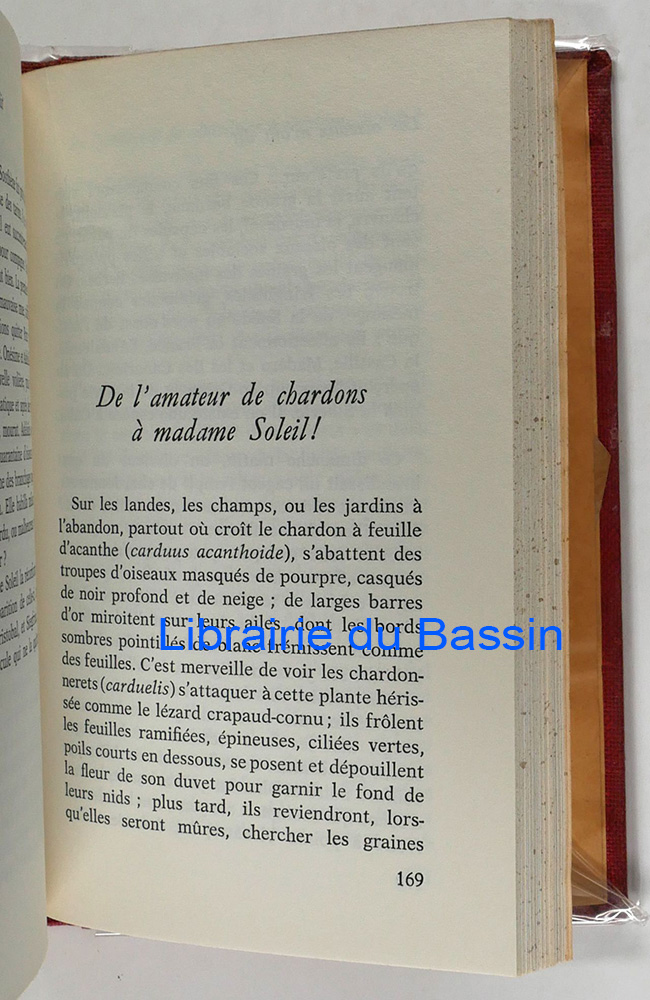 De l'amateur de chardons
à madame Soleil!
Sur les landes, les champs, ou les jardins à
l'abandon, partout où croît le chardon à feuille
d'acanthe (carduus acanthoide), s'abattent des
troupes d'oiseaux masqués de pourpre, casqués
de noir profond et de neige ; de larges barres
d'or miroitent sur leurs ailes dont les bords
Librairie du Bassin
sombres pointillés de blanc frémissent comme
des feuilles. C'est merveille de voir les chardon-
nerets (carduelis) s'attaquer à cette plante héris-
sée comme le lézard crapaud-cornu ; ils frôlent
les feuilles ramifiées, épineuses, ciliées vertes,
poils courts en dessous, se posent et dépouillent
la fleur de son duvet pour garnir le fond de
leurs nids ; plus tard, ils reviendront, lors-
qu'elles seront mûres, chercher les graines
169